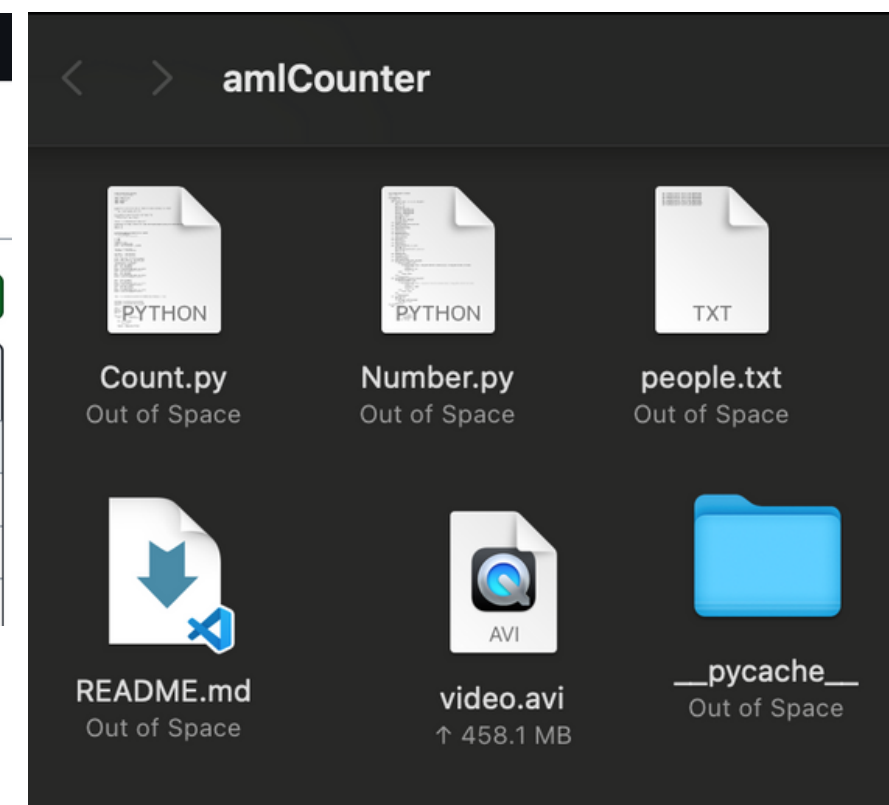 amlCounter
PYTHON
PYTHON
TXT
Count.py
Number.py
people.txt
Out of Space
Out of Space
Out of Space
AVI
README.md
video.avi
__pycache__
Out of Space
↑ 458.1 MB
Out of Space